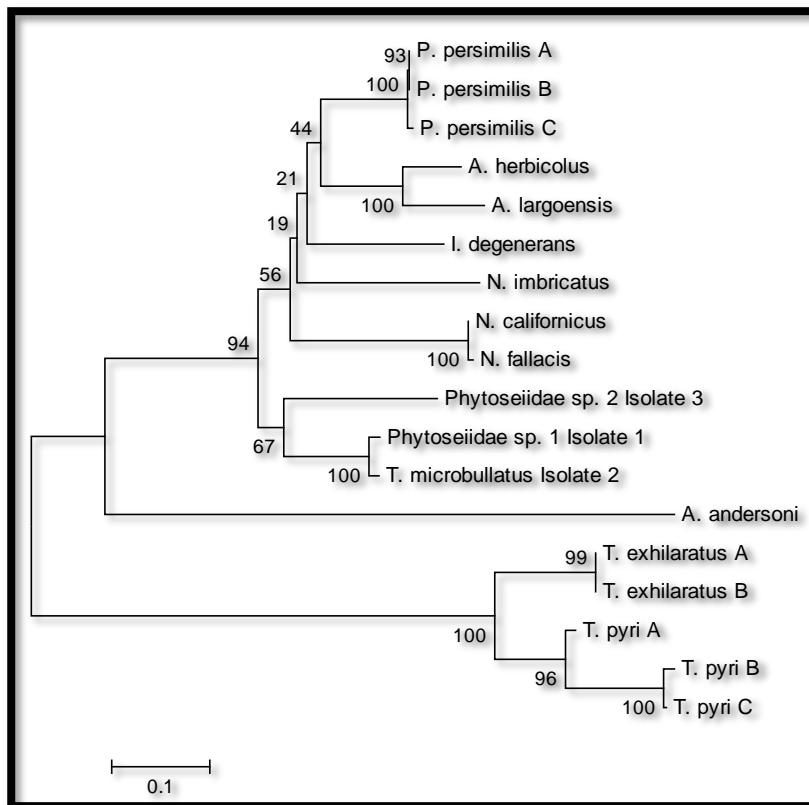 P. persimilis A
93
P. persimilis B
100
P. persimilis C
44
A. herbicolus
21
A. largoensis
100
19
I. degenerans
56
N. imbricatus
N. californicus
94
N. fallacis
100
Phytoseiidae sp. 2 Isolate 3
Phytoseiidae sp. 1 Isolate 1
67
T. microbullatus Isolate 2
100
A. andersoni
T. exhilaratus A
99
T. exhilaratus B
T. pyri A
100
T. pyri B
96
T. pyri C
100
0.1